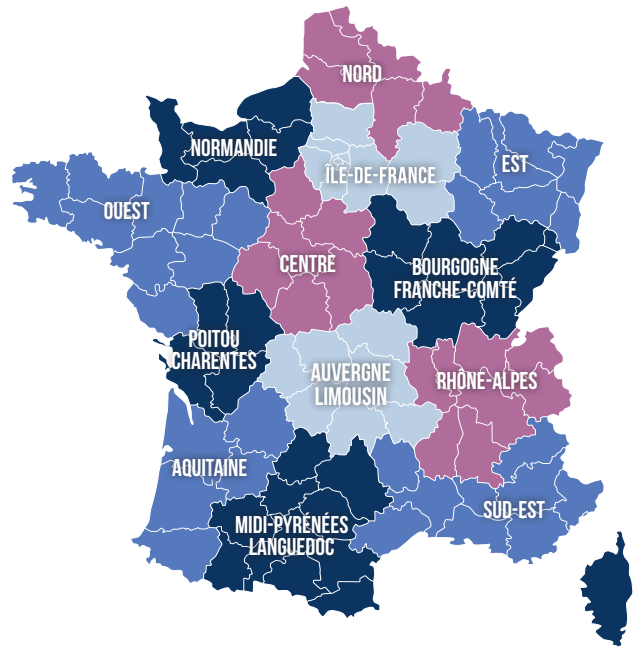 NORD
NORMANDIE
ÎLE-DE-FRANCE
EST
OUEST
CENTRE
BOURGOGNE
FRANCHE-COMTÉ
POITOU
CHARENTES
AUVERGNE
LIMOUSIN
RHÔNE-ALPES
AQUITAINE
SUD-EST
MIDI-PYRÉNÉES
LANGUEDOC